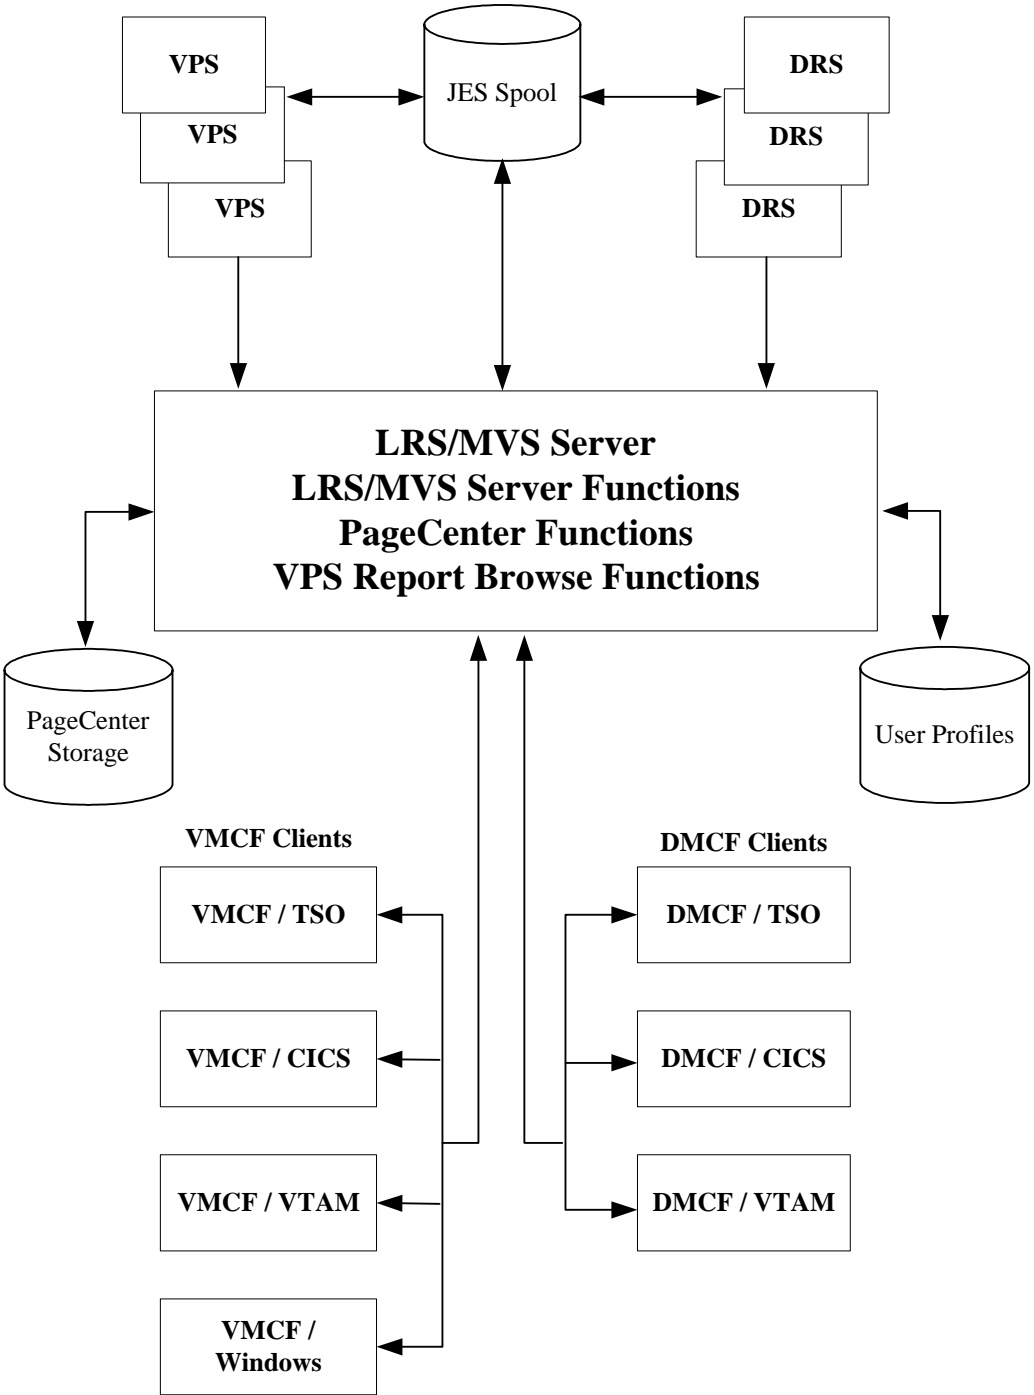 VPS
JES Spool
DRS
VPS
DRS
VPS
DRS
LRS/MVS Server
LRS/MVS Server Functions
PageCenter Functions
VPS Report Browse Functions
PageCenter
Storage
User Profiles
VMCF Clients
DMCF Clients
VMCF / TSO
DMCF / TSO
VMCF / CICS
DMCF / CICS
VMCF / VTAM
DMCF / VTAM
VMCF /
Windows